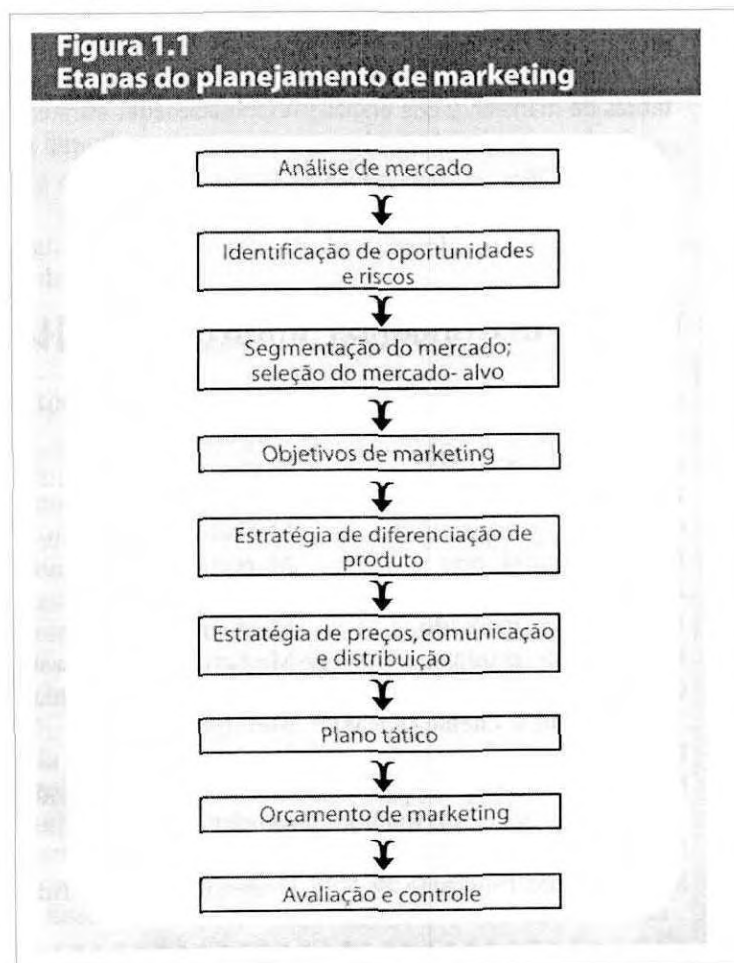 Figura 1.1
Etapas do planejamento de marketing
Análise de mercado
Identificação de oportunidades
e riscos
Segmentação do mercado;
seleção do mercado- alvo
Objetivos de marketing
Estratégia de diferenciação de
produto
Estratégia de preços, comunicação
e distribuição
Plano tático
Orçamento de marketing
Avaliação e controle